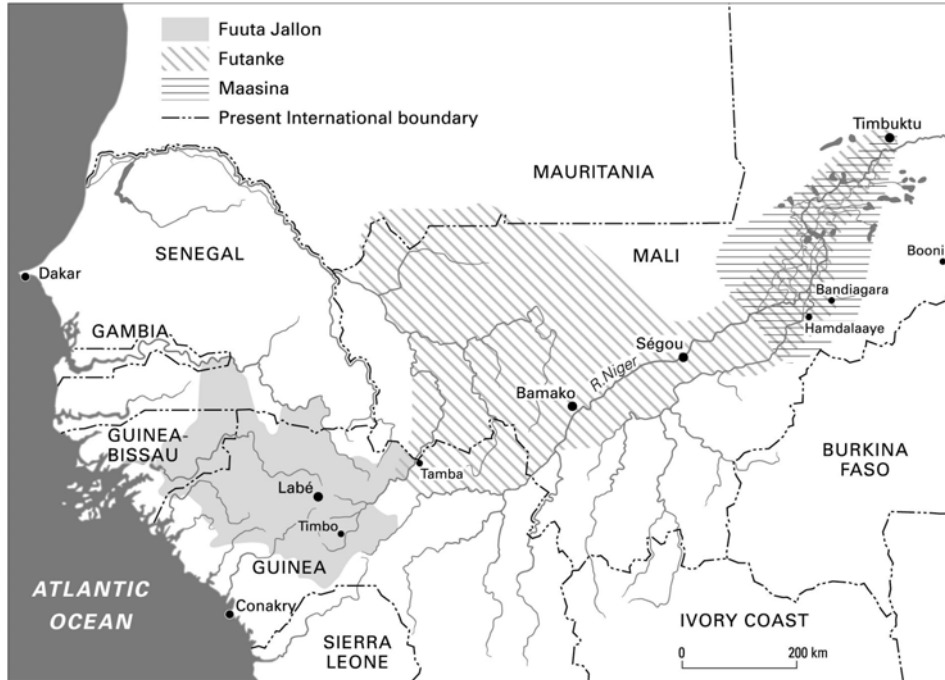 Fuuta Jallon
Futanke
Maasina
Present International boundary
Timbuktu
MAURITANIA
SENEGAL
MALI
Booni
Dakar
Bandiagara
GAMBIA
Hamdalaaye
Ségou
R.Niger
Bamako
GUINEA-
BISSAU
BURKINA
FASO
Tamba
Labé
Timbo
GUINEA
ATLANTIC
OCEAN
Conakry
IVORY COAST
SIERRA
LEONE
0 200 km